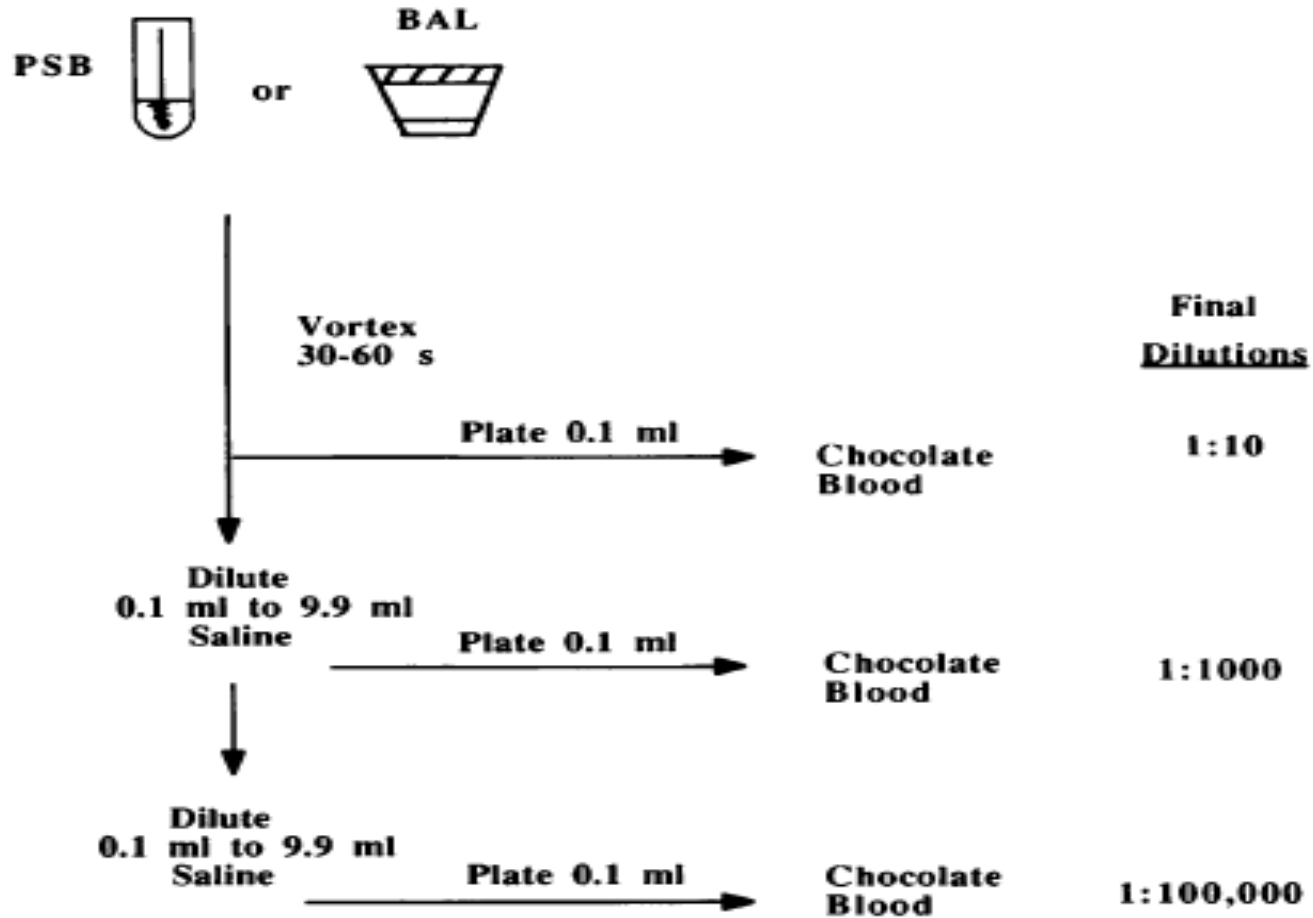 BAL
PSB
or
Vortex
30-60 s
Final
Dilutions
Plate 0.1 ml
Chocolate
Blood
1:10
Dilute
0.1 ml to 9.9 ml
Saline
Plate 0.1 ml
Chocolate
Blood
1:1000
Dilute
0.1 ml to 9.9 ml
Saline
Plate 0.1 ml
Chocolate
Blood
1:100,000